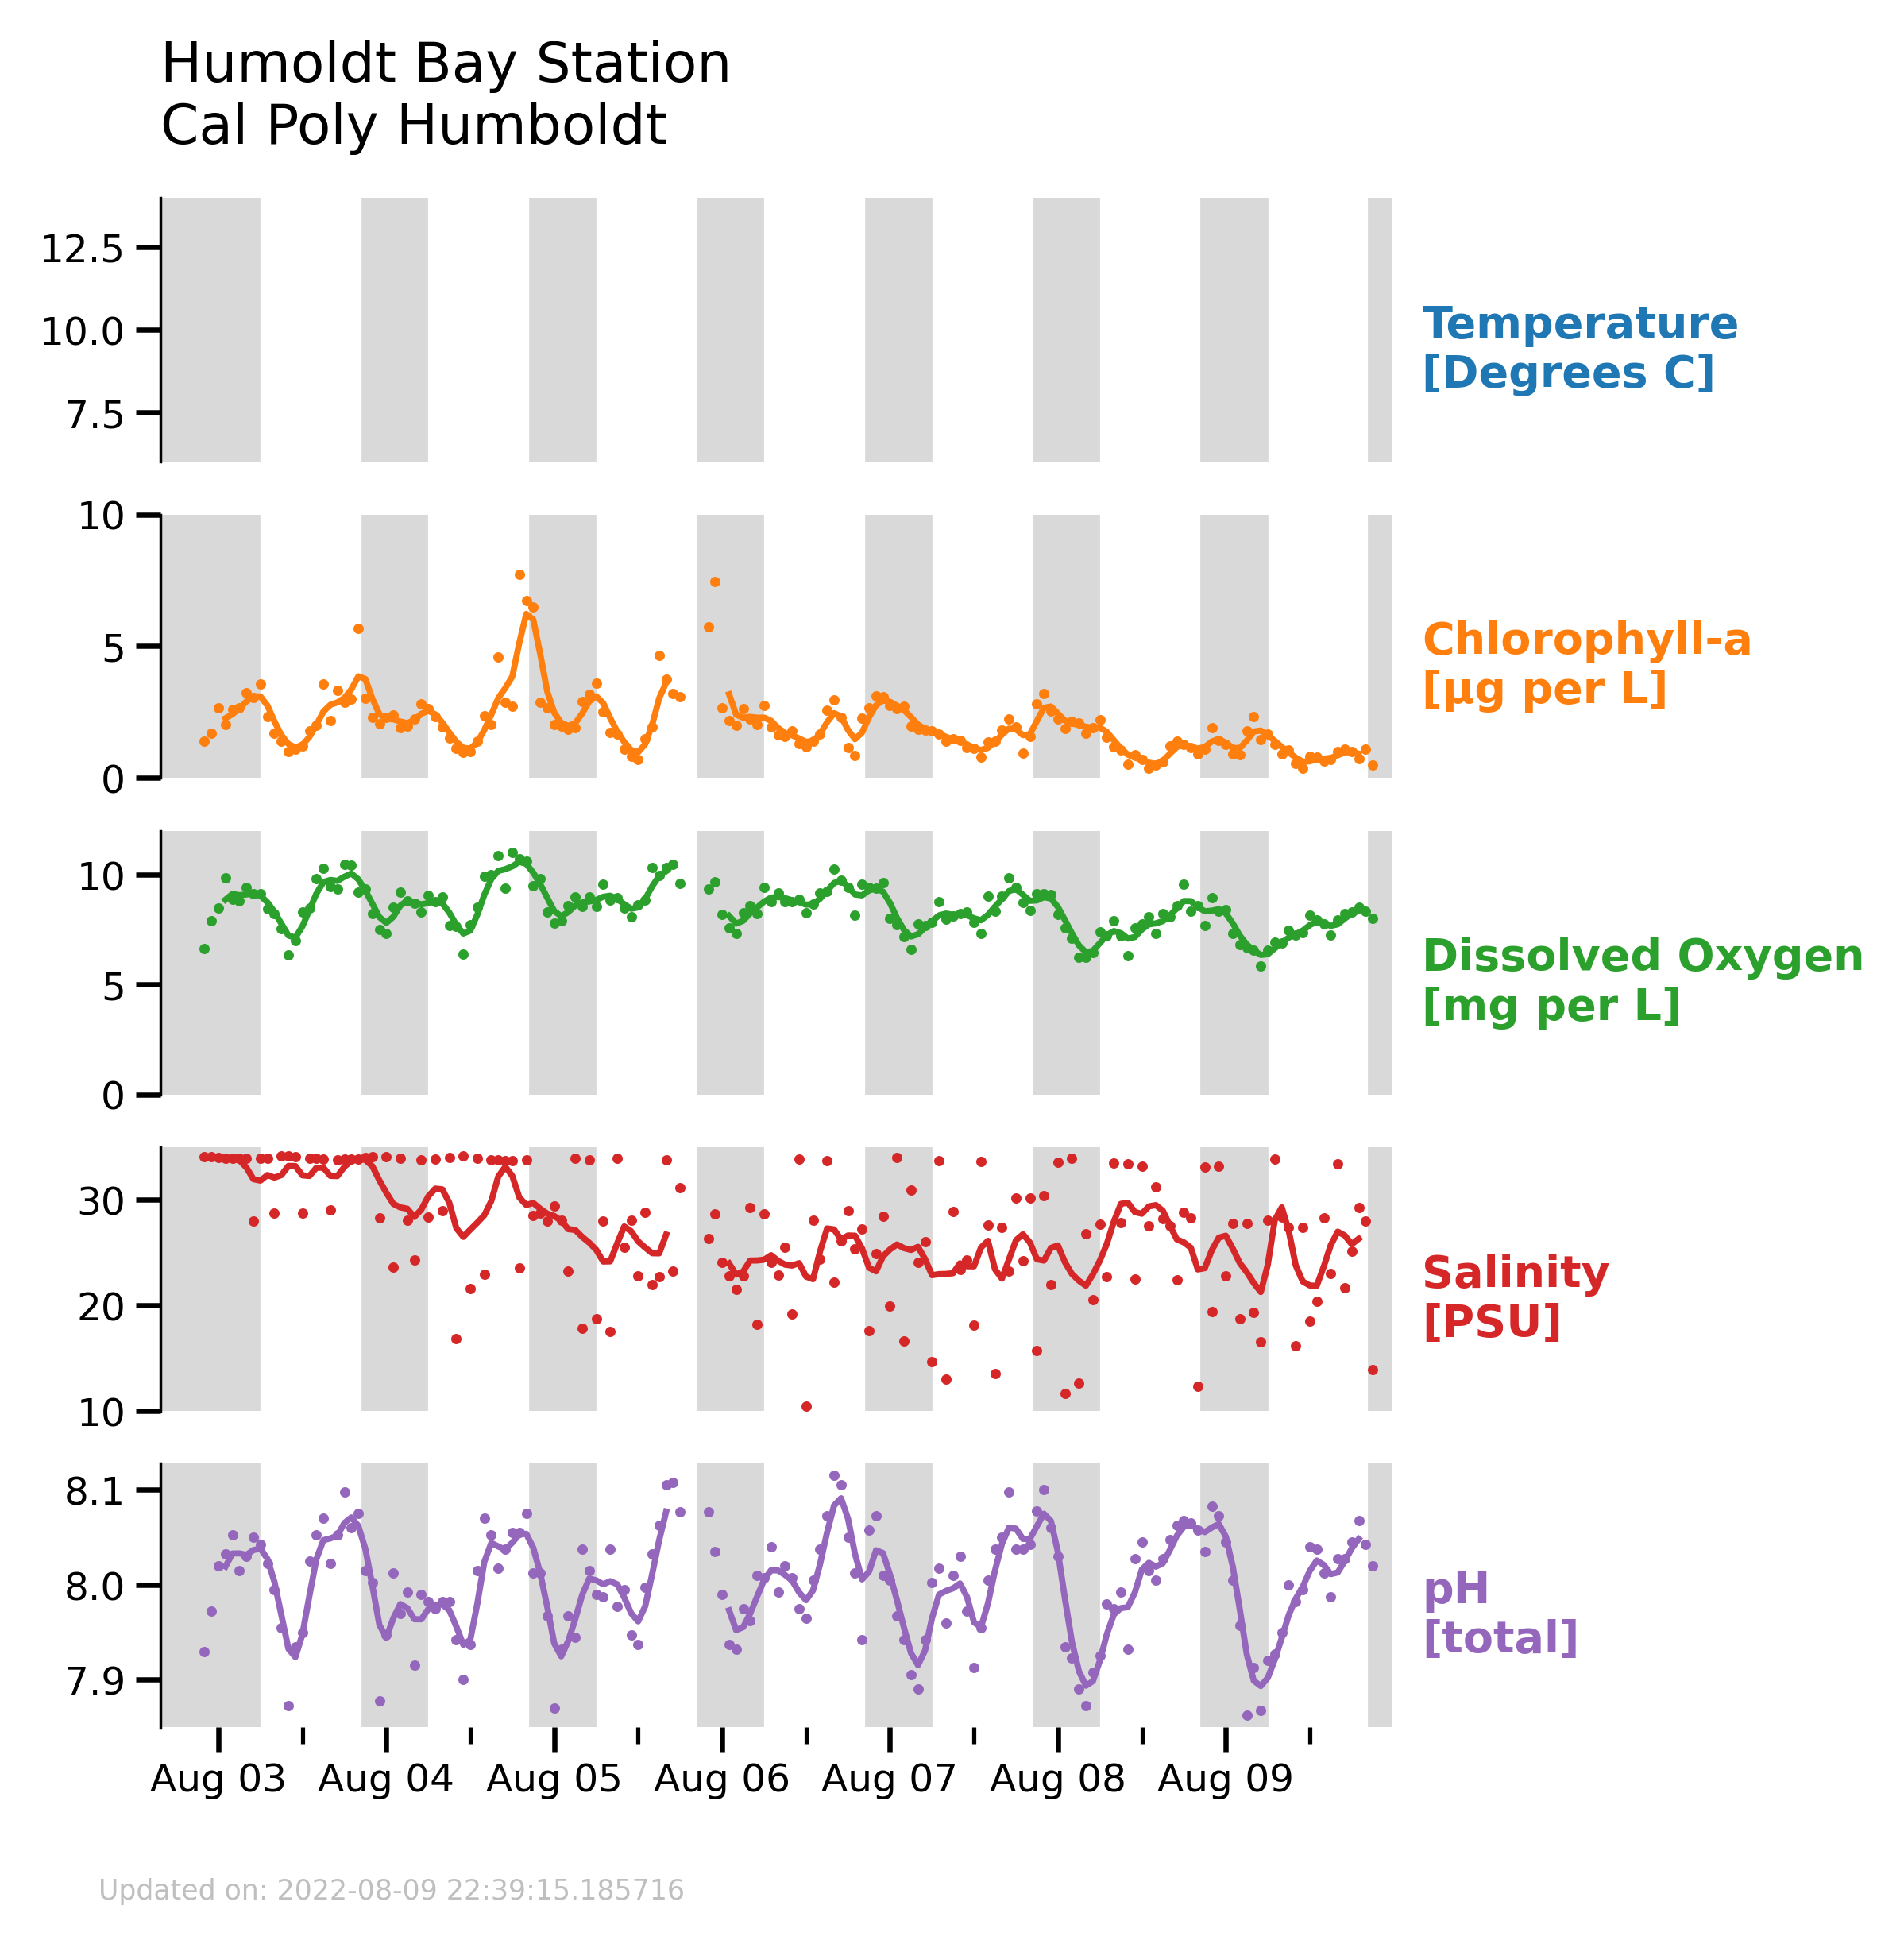 Humoldt Bay Station
Cal Poly Humboldt
12.5
10.0
7.5
Temperature
[Degrees C]
10
5
0
Chlorophyll-a
[µg per L]
10
5
0
Dissolved Oxygen
[mg per L]
30
20
10
Salinity
[PSU]
8.1
8.0
7.9
pH
[total]
Aug 03 Aug 04 Aug 05 Aug 06 Aug 07 Aug 08 Aug 09
Updated on: 2022-08-09 22:39:15.185716